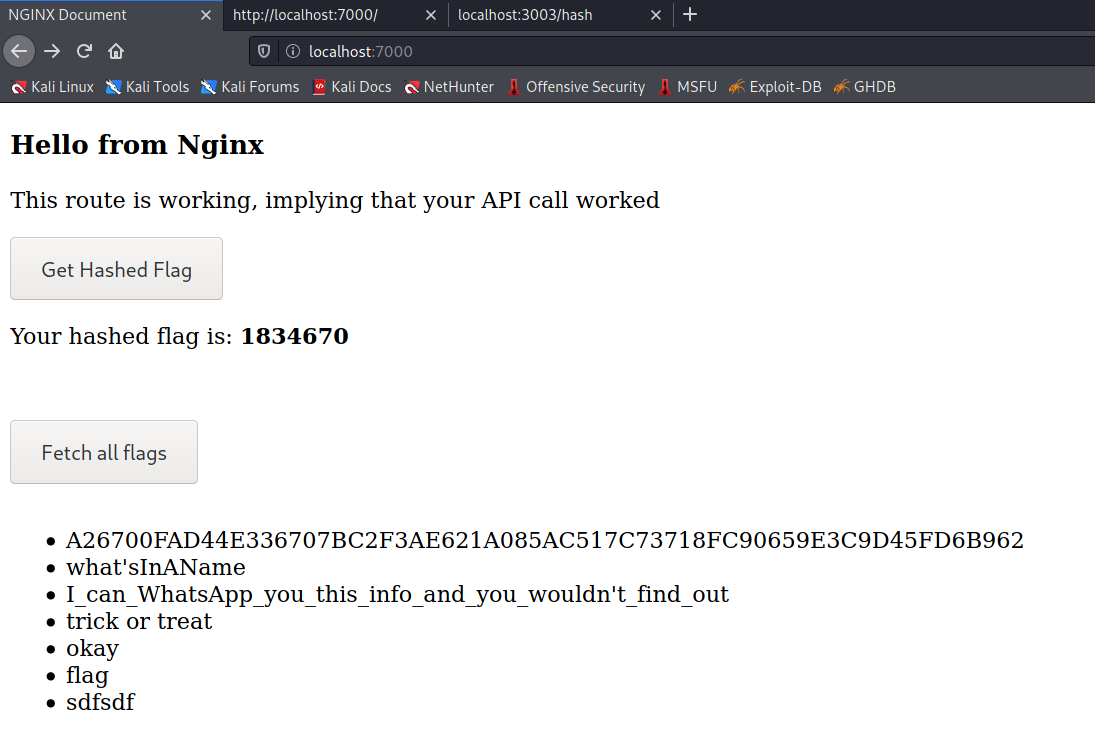 NGINX Document
http://localhost:7000/
localhost:3003/hash
localhost:7000
Kali Linux Kali Tools Kali Forums Kali Docs NetHunter Offensive Security MSFU Exploit-DB GHDB
Hello from Nginx
This route is working, implying that your API call worked
Get Hashed Flag
Your hashed flag is: 1834670
Fetch all flags
A26700FAD44E336707BC2F3AE621A085AC517C73718FC90659E3C9D45FD6B962
what'sInAName
I_can_WhatsApp_you_this_info_and_you_wouldn't_find_out
trick or treat
okay
flag
sdfsdf